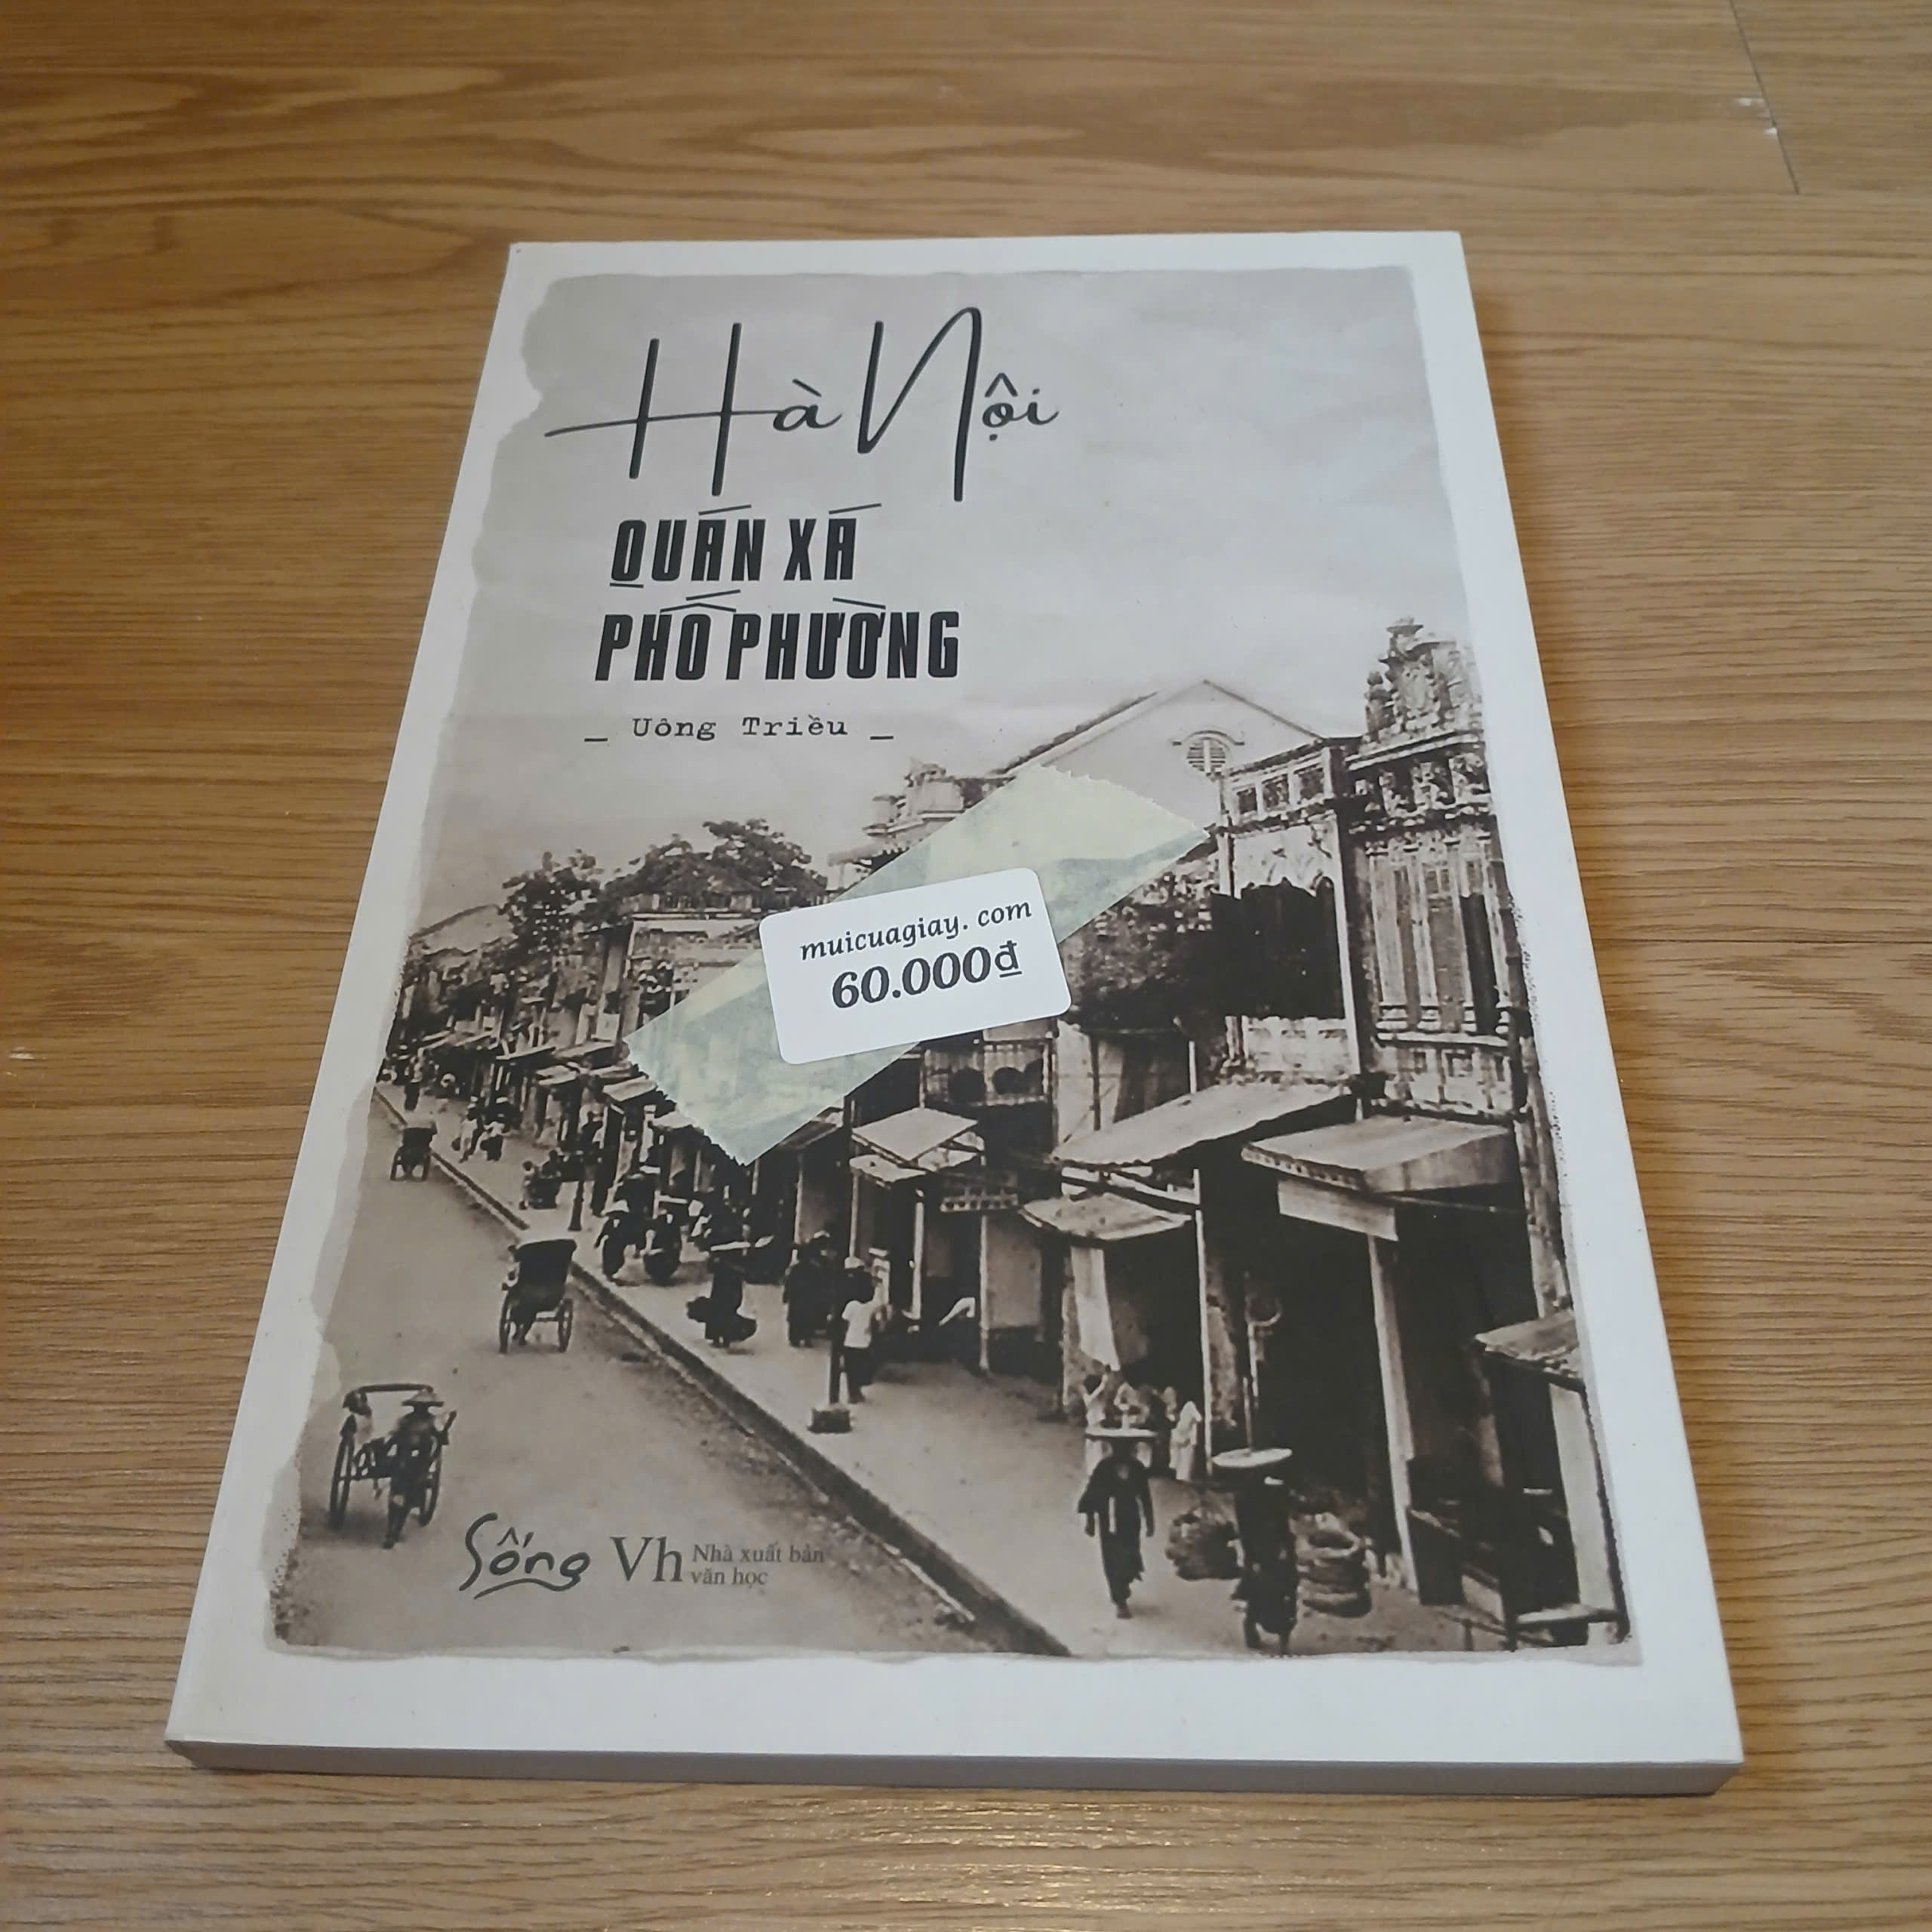 Hà Nội
QUÁN XÁ
PHỐ PHƯỜNG
_ Uông Triều _
muicuagiay. com
60.000đ
Sống Vh Nhà xuất bản
văn học